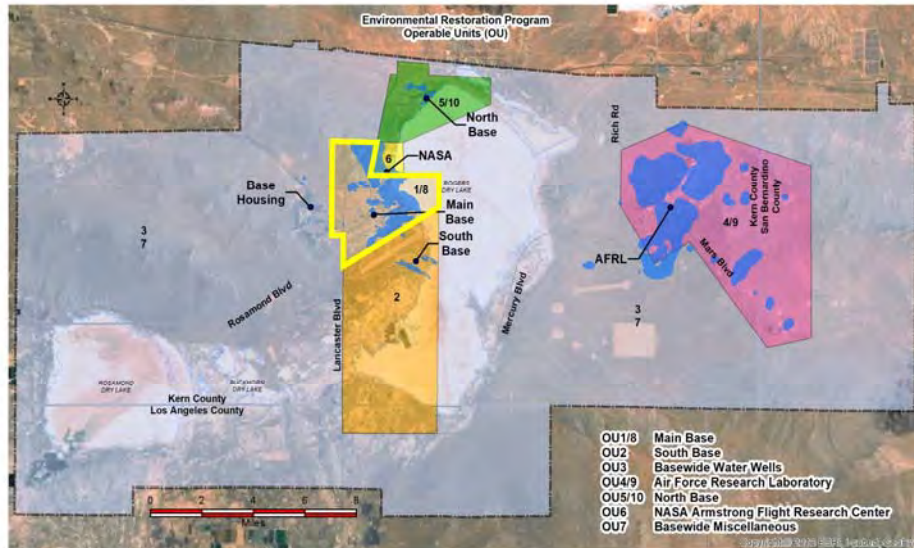 Environmental Restoration Program
Operable Units (OU)
5/10
North
Base
Rich Rd
6
NASA
ROGERS
DRY LAKE
1/8
Base
Housing
Main
Base
Kern County
San Bernardino
County
4/9
3
7
South
Base
AFRL
Mars Blvd
Rosamond Blvd
Lancaster Blvd
2
Mercury Blvd
3
7
ROSAMOND
DRY LAKE
DRY LAKE
Kern County
Los Angeles County
0 2 4 6 8
Miles
OU1/8 Main Base
OU2 South Base
OU3 Basewide Water Wells
OU4/9 Air Force Research Laboratory
OU5/10 North Base
OU6 NASA Armstrong Flight Research Center
OU7 Basewide Miscellaneous